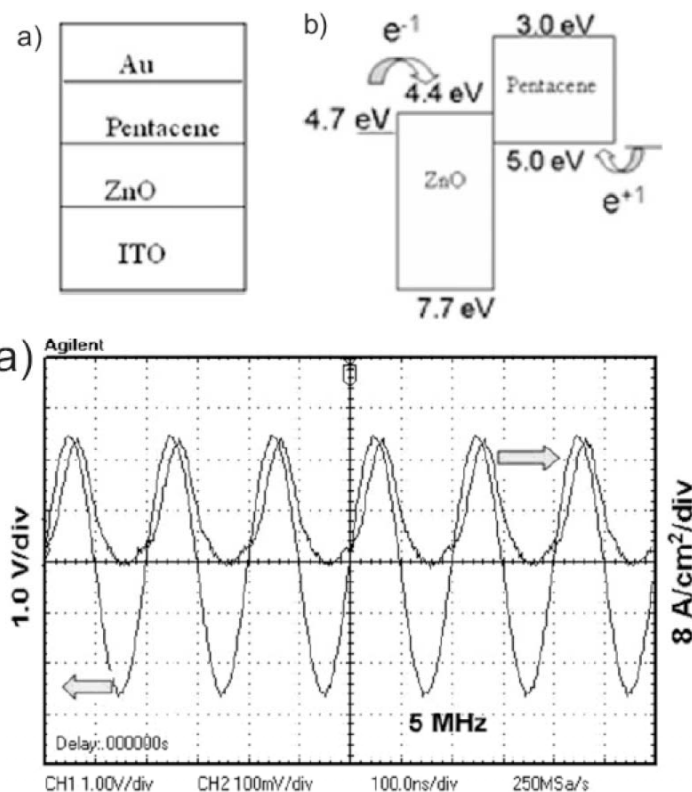 a)
Au
Pentacene
ZnO
ITO
b)
e-1
3.0 eV
4.4 eV
Pentacene
4.7 eV
5.0 eV
ZnO
e+1
7.7 eV
a)
Agilent
1.0 V/div
8 A/cm²/div
5 MHz
Delay:.000000s
CH1 1.00V/div CH2 100mV/div 100.0ns/div 250MSa/s